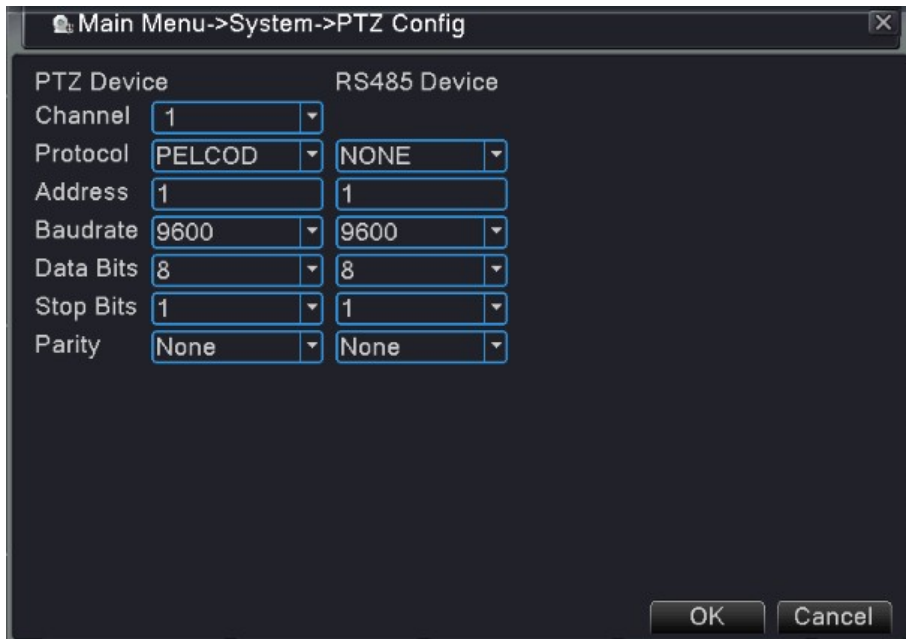 Main Menu->System->PTZ Config
PTZ Device RS485 Device
Channel 1
Protocol PELCOD NONE
Address 1 1
Baudrate 9600 9600
Data Bits 8 8
Stop Bits 1 1
Parity None None
OK Cancel